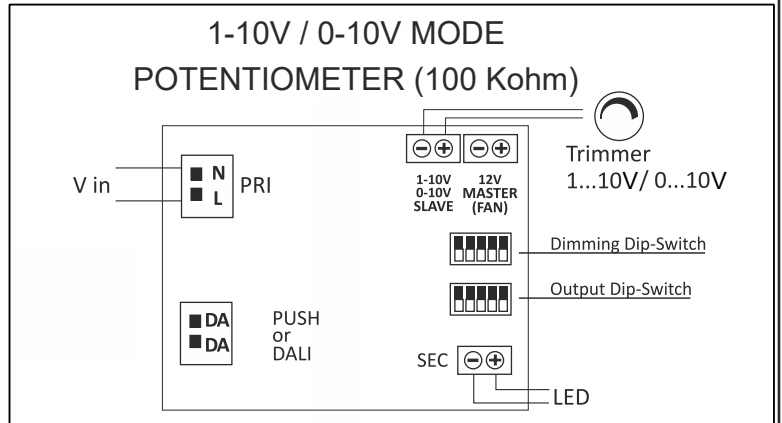 1-10V / 0-10V MODE
POTENTIOMETER (100 Kohm)
Trimmer
1...10V/ 0...10V
V in
N
L
PRI
1-10V
0-10V
SLAVE
12V
MASTER
(FAN)
Dimming Dip-Switch
Output Dip-Switch
DA
DA
PUSH
or
DALI
SEC
LED